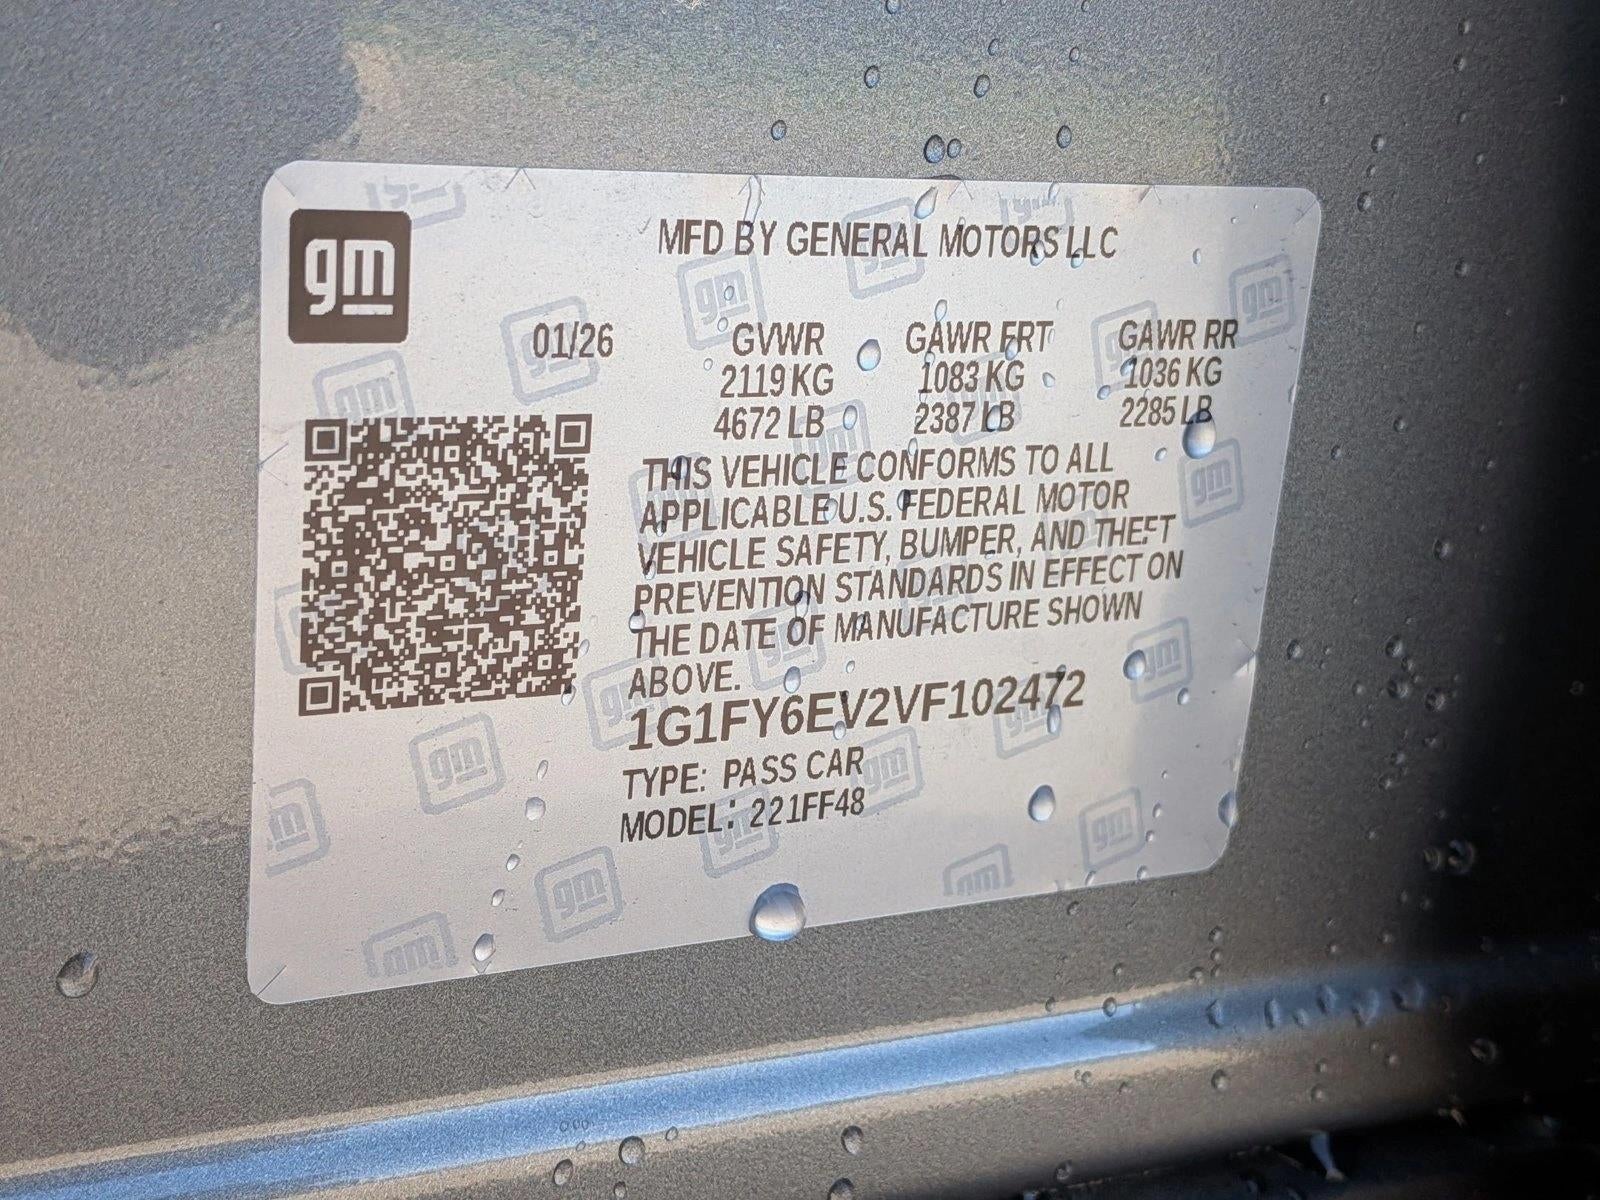 gm
MFD BY GENERAL MOTORS LLC
01/26 GVWR GAWR FRT GAWR RR
2119 KG 1083 KG 1036 KG
4672 LB 2387 LB 2285 LB
THIS VEHICLE CONFORMS TO ALL
APPLICABLE U.S. FEDERAL MOTOR
VEHICLE SAFETY, BUMPER, AND THEFT
PREVENTION STANDARDS IN EFFECT ON
THE DATE OF MANUFACTURE SHOWN
ABOVE.
1G1FY6EV2VF102472
TYPE: PASS CAR
MODEL: 221FF48